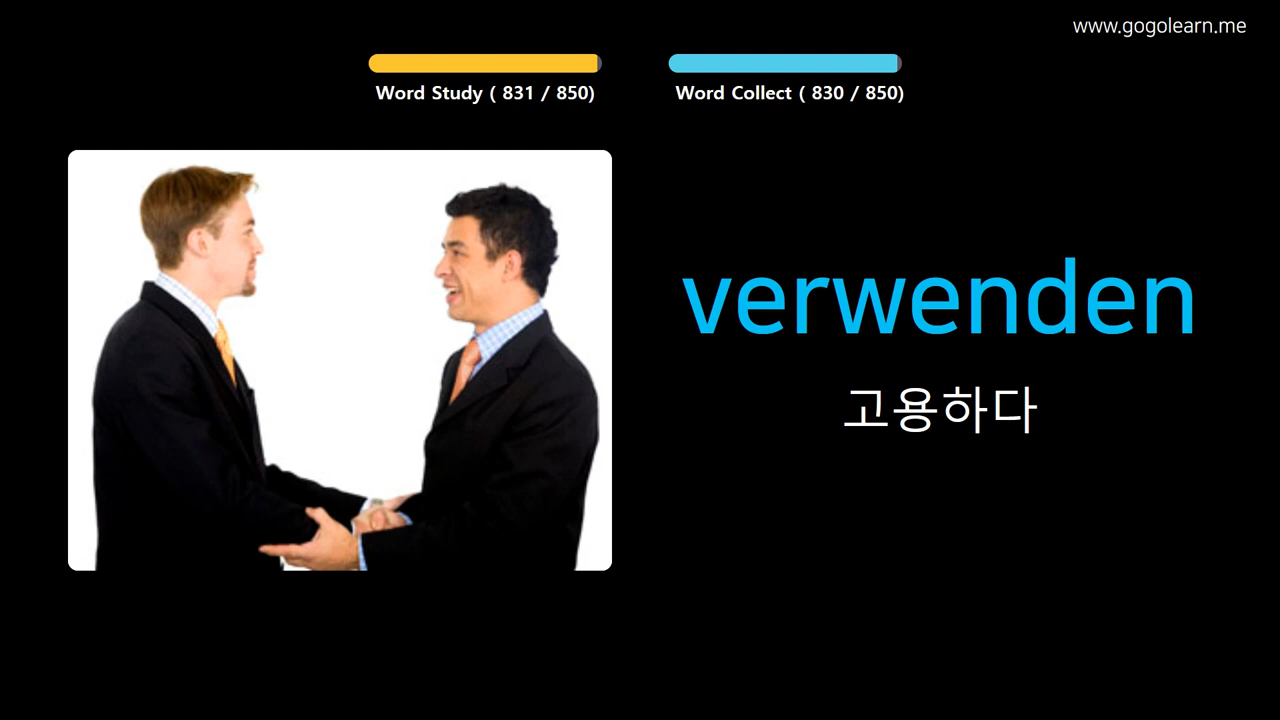 www.gogolearn.me
Word Study ( 831 / 850)
Word Collect ( 830 / 850)
verwenden
고용하다